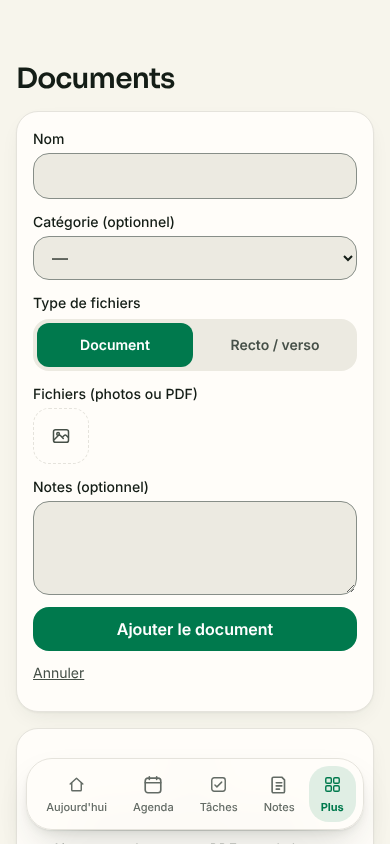 Documents
Nom
Catégorie (optionnel)
—
Type de fichiers
Document
Recto / verso
Fichiers (photos ou PDF)
Notes (optionnel)
Ajouter le document
Annuler
Aujourd'hui
Agenda
Tâches
Notes
Plus